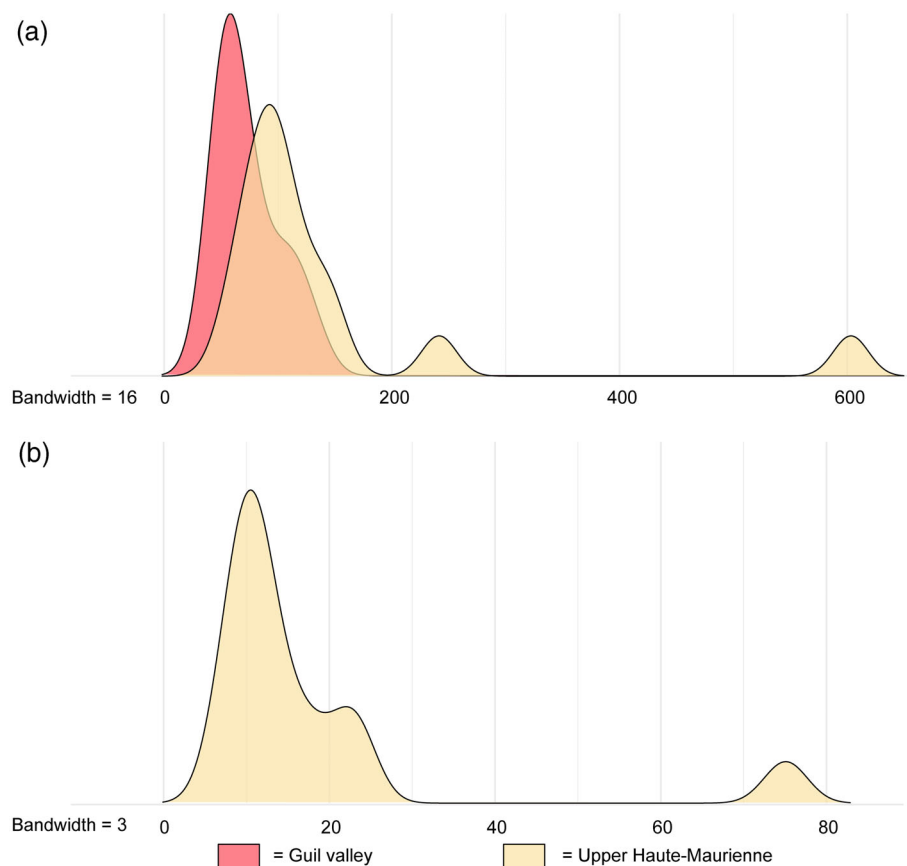 (a)
Bandwidth = 16 0 200 400 600
(b)
Bandwidth = 3 0 20 40 60 80
= Guil valley = Upper Haute-Maurienne